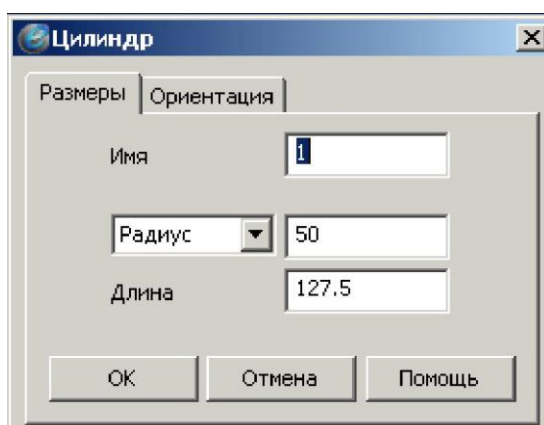 Цилиндр
Размеры Ориентация
Имя 1
Радиус 50
Длина 127.5
OK Отмена Помощь